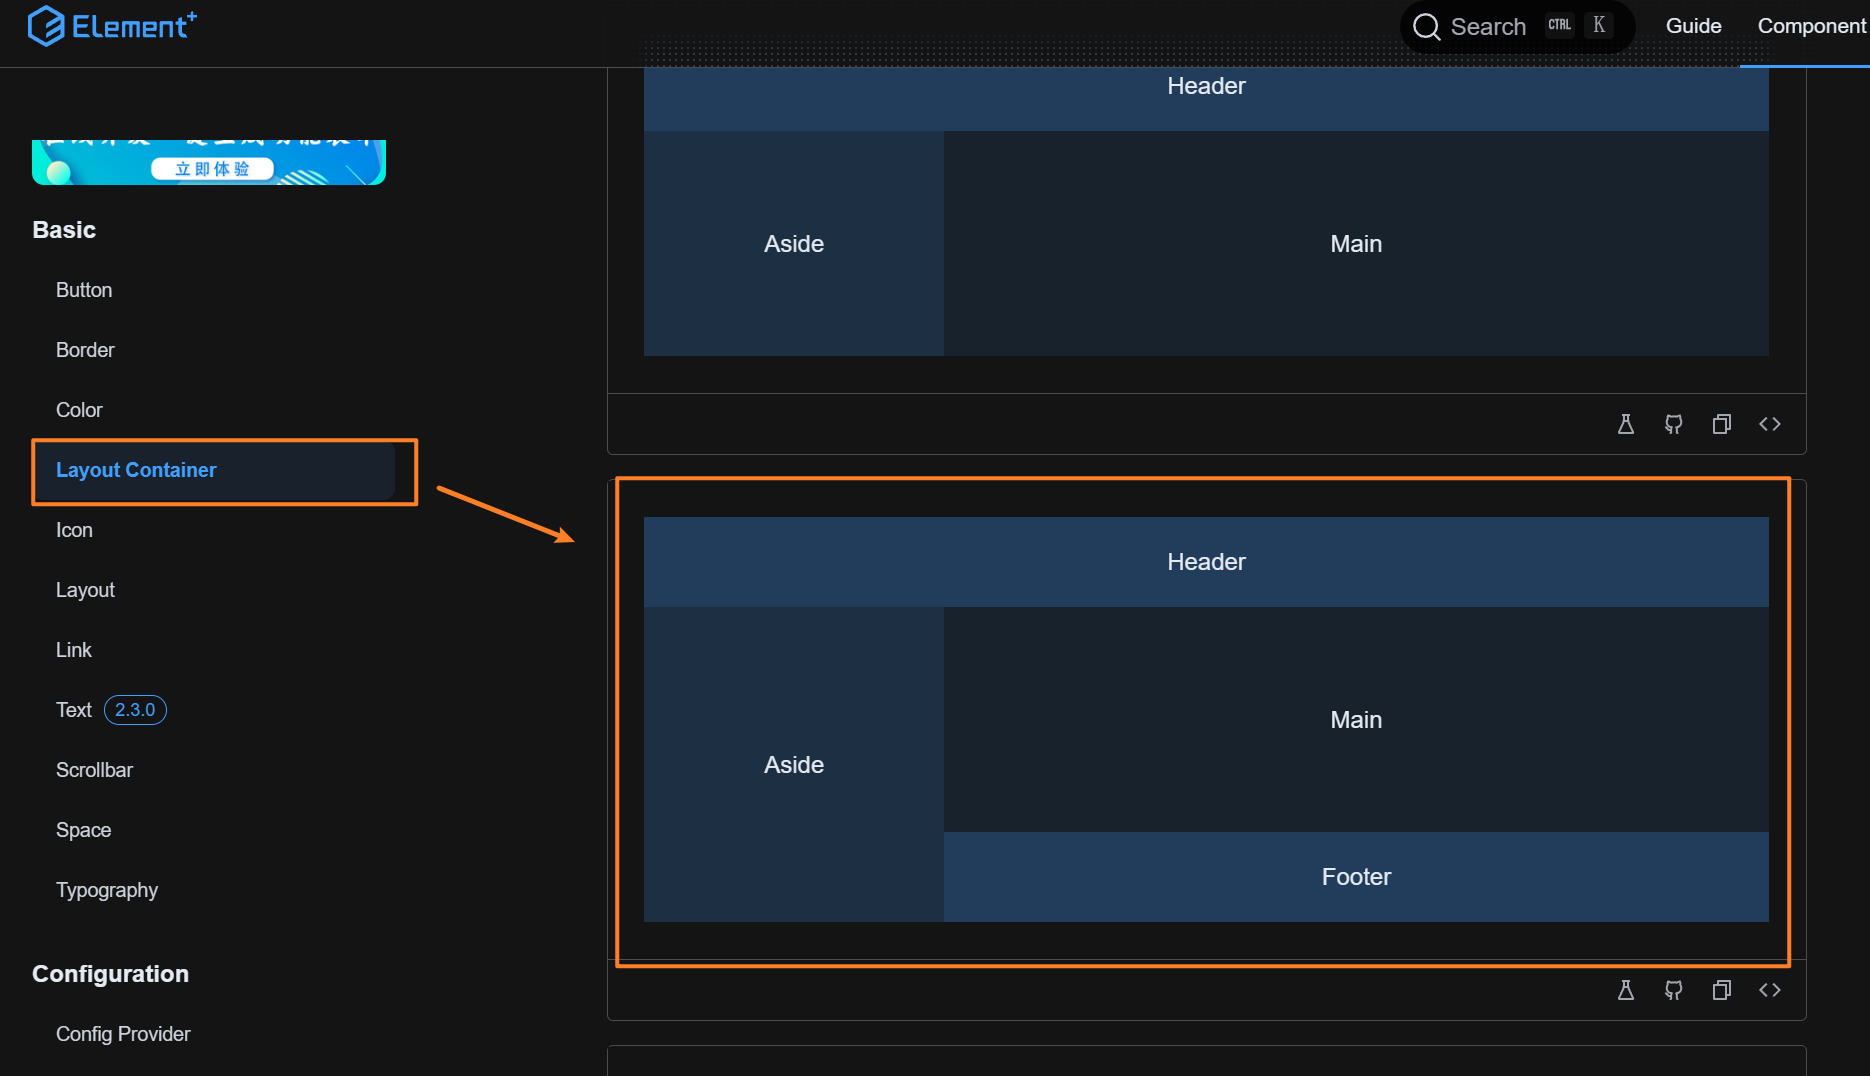 Element+
Search CTRL K
Guide
Component
立即体验
Basic
Button
Border
Color
Layout Container
Icon
Layout
Link
Text 2.3.0
Scrollbar
Space
Typography
Configuration
Config Provider
Header
Aside
Main
Header
Aside
Main
Footer